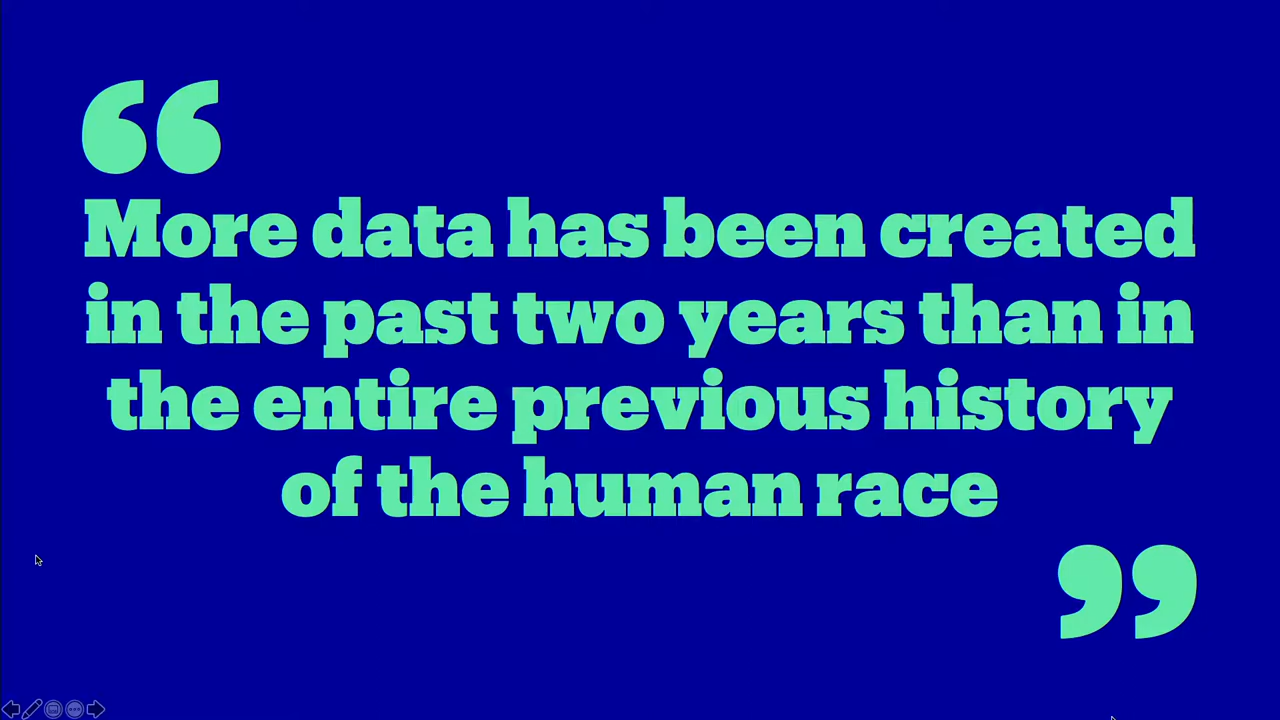 “
More data has been created
in the past two years than in
the entire previous history
of the human race
”